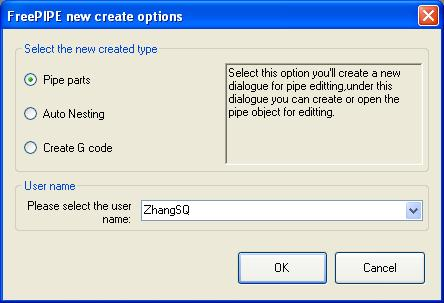 FreePIPE new create options
Select the new created type
Pipe parts
Auto Nesting
Create G code
Select this option you'll create a new
dialogue for pipe editting,under this
dialogue you can create or open the
pipe object for editting.
User name
Please select the user
name:
ZhangSQ
OK
Cancel